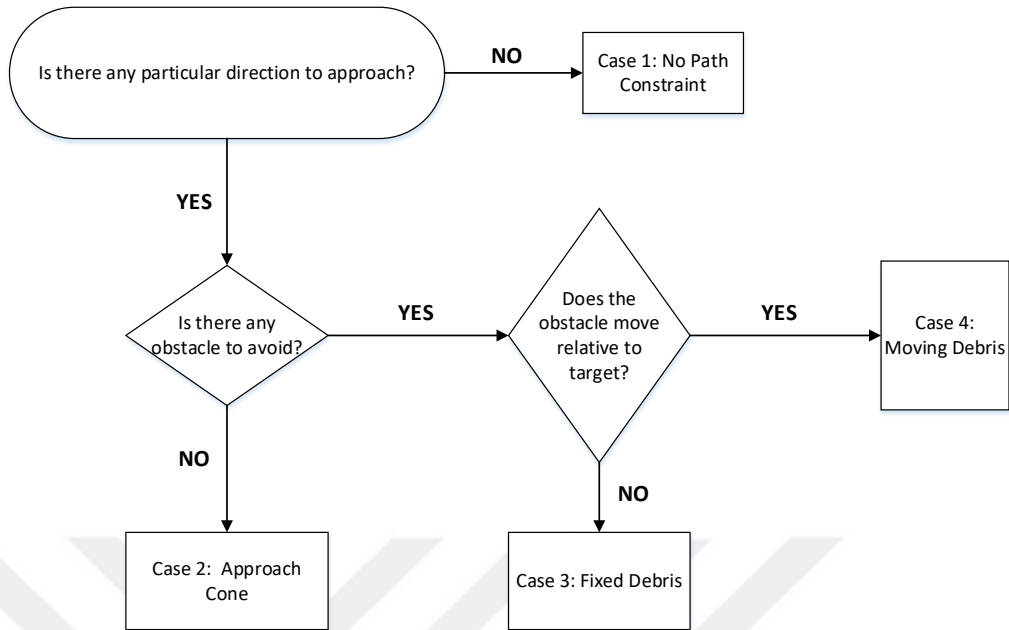 Is there any particular direction to approach?
NO
Case 1: No Path
Constraint
YES
Is there any
obstacle to avoid?
YES
Does the
obstacle move
relative to
target?
YES
Case 4:
Moving Debris
NO
NO
Case 2: Approach
Cone
Case 3: Fixed Debris